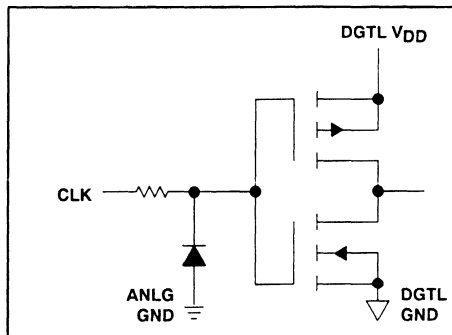 DGTL VDD
CLK
ANLG
GND
DGTL
GND